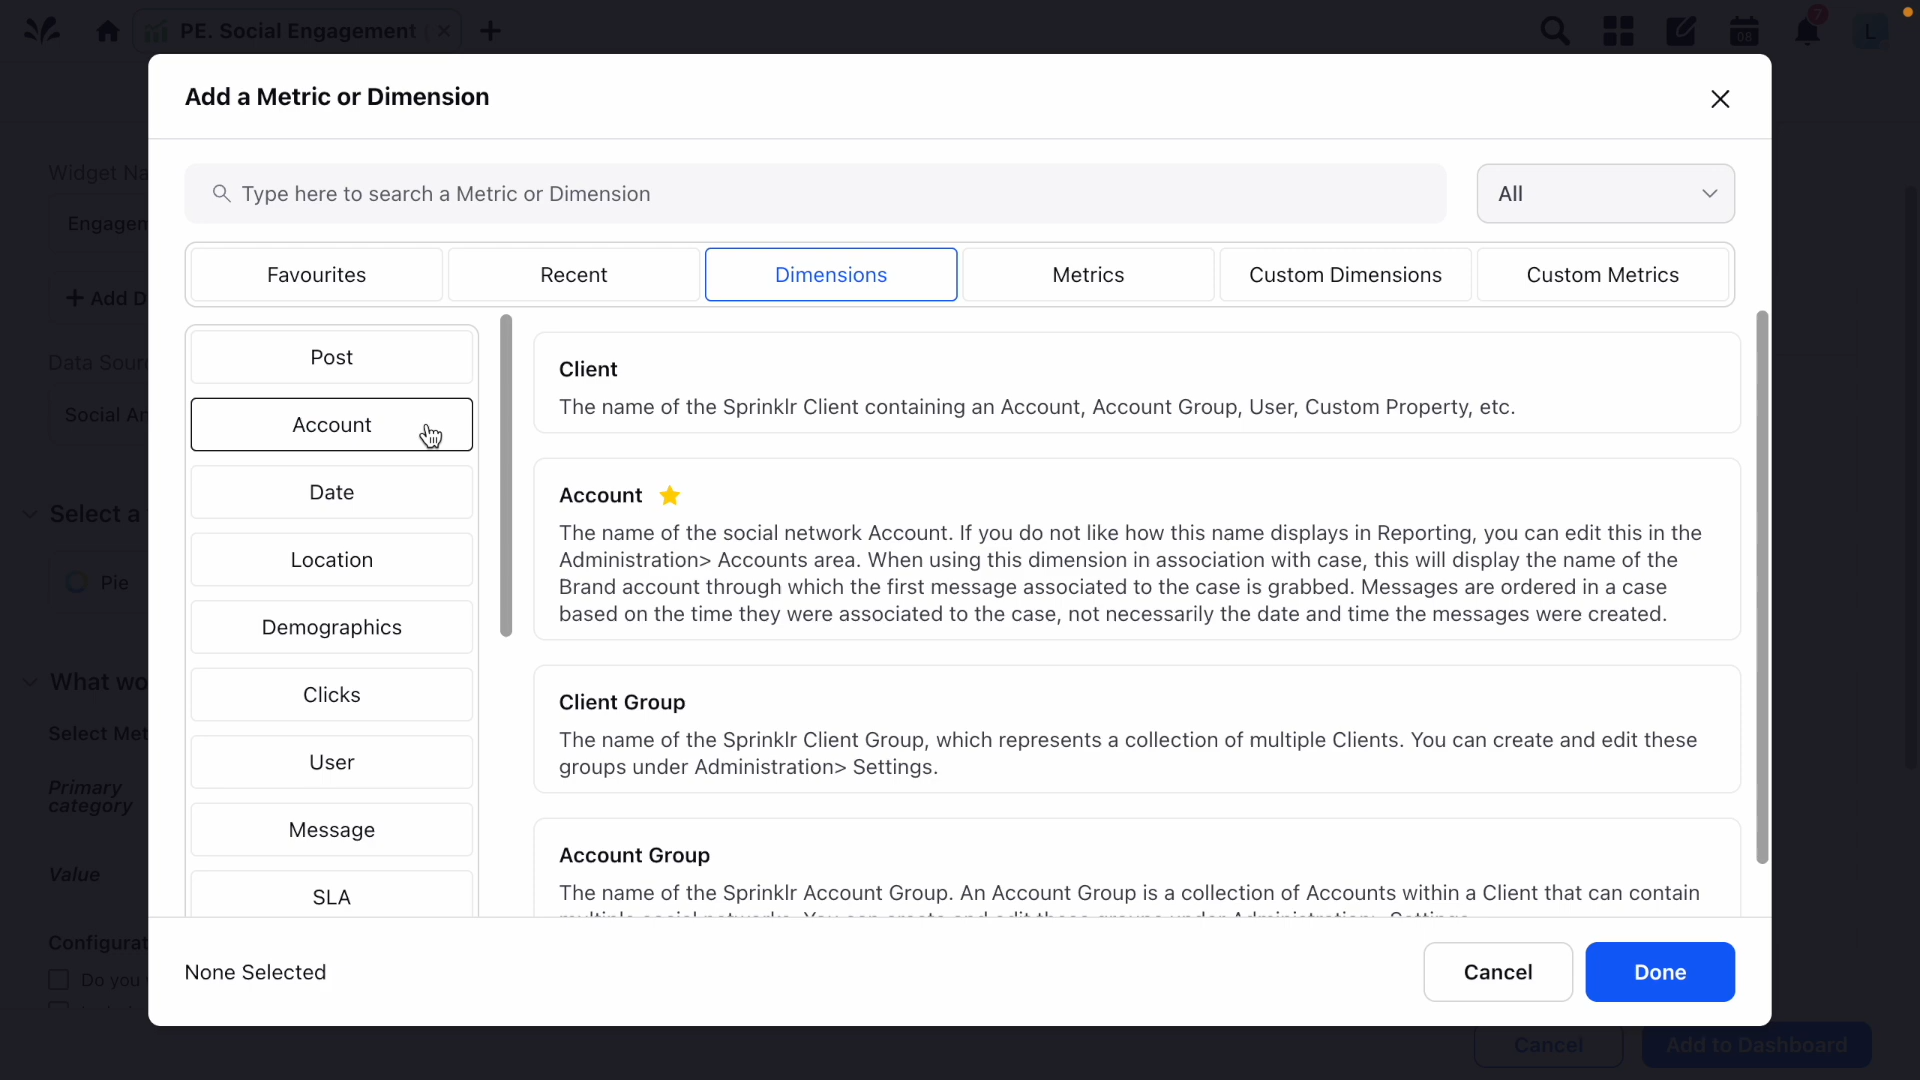 PE. Social Engagement (
7
08
L
Add a Metric or Dimension
Widget Na
Type here to search a Metric or Dimension
All
Engagem
Favourites
Recent
Dimensions
Metrics
Custom Dimensions
Custom Metrics
+ Add D
Data Sour
Social An
Select a
Pie
What wo
Select Met
Primary
category
Value
Configurat
Do you
Post
Account
Date
Location
Demographics
Clicks
User
Message
SLA
Client
The name of the Sprinklr Client containing an Account, Account Group, User, Custom Property, etc.
Account
The name of the social network Account. If you do not like how this name displays in Reporting, you can edit this in the
Administration> Accounts area. When using this dimension in association with case, this will display the name of the
Brand account through which the first message associated to the case is grabbed. Messages are ordered in a case
based on the time they were associated to the case, not necessarily the date and time the messages were created.
Client Group
The name of the Sprinklr Client Group, which represents a collection of multiple Clients. You can create and edit these
groups under Administration> Settings.
Account Group
The name of the Sprinklr Account Group. An Account Group is a collection of Accounts within a Client that can contain
None Selected
Cancel
Done
Cancel
Add to Dashboard